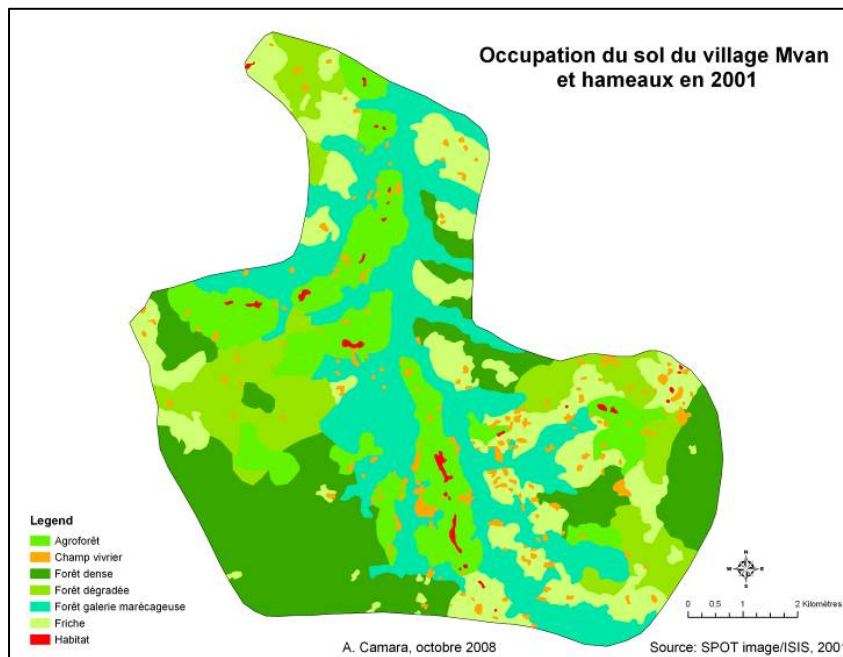 Occupation du sol du village Mvan
et hameaux en 2001
Legend
Agroforêt
Champ vivrier
Forêt dense
Forêt dégradée
Forêt galerie marécageuse
Friche
Habitat
N
S
0 0,5 1 2 Kilomètres
A. Camara, octobre 2008
Source: SPOT image/ISIS, 2001